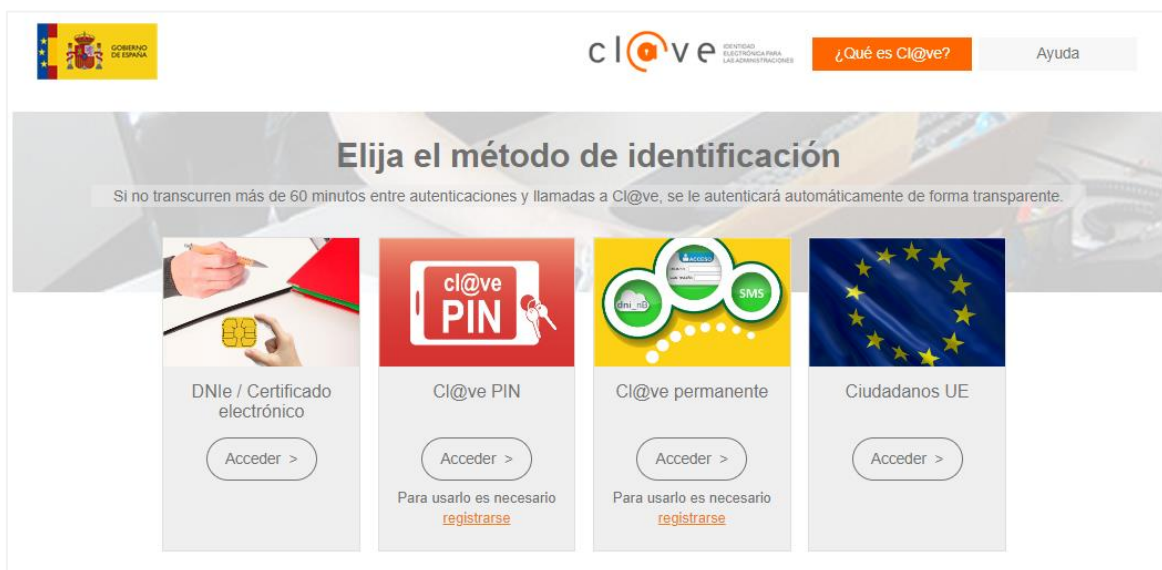 GOBIERNO
DE ESPAÑA
cl@ve
IDENTIDAD
ELECTRÓNICA PARA
LAS ADMINISTRACIONES
¿Qué es Cl@ve?
Ayuda
Elija el método de identificación
Si no transcurren más de 60 minutos entre autenticaciones y llamadas a Cl@ve, se le autenticará automáticamente de forma transparente.
cl@ve
PIN
ACCESO
dni_nB
SMS
DNIe / Certificado
electrónico
Acceder >
Cl@ve PIN
Acceder >
Para usarlo es necesario
registrarse
Cl@ve permanente
Acceder >
Para usarlo es necesario
registrarse
Ciudadanos UE
Acceder >